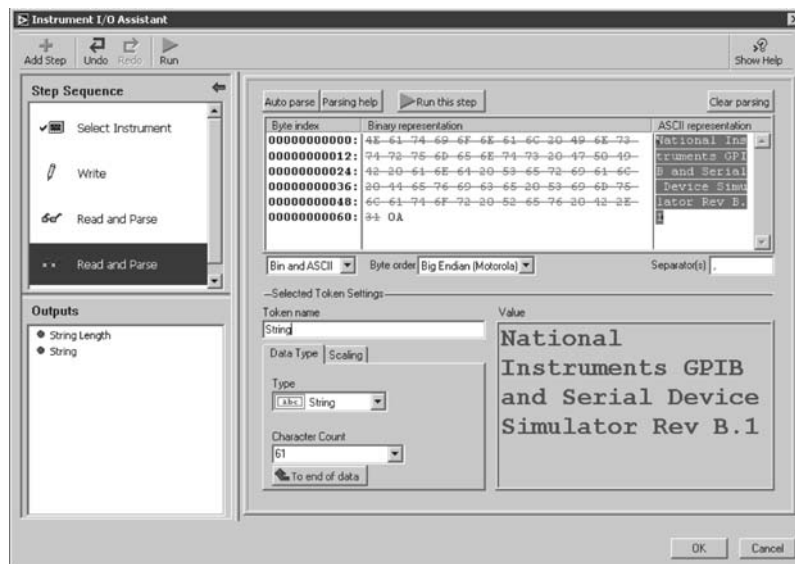 Instrument I/O Assistant
Add Step Undo Redo Run Show Help
Step Sequence
Select Instrument
Write
Read and Parse
Read and Parse
Outputs
String Length
String
Auto parse Parsing help Run this step Clear parsing
Byte index Binary representation ASCII representation
00000000000: 4E 61 74 69 6F 6E 61 6C 20 49 6E 73 National Ins
00000000012: 74 72 75 6D 65 6E 74 73 20 47 50 49 truments GPI
00000000024: 42 20 61 6E 64 20 53 65 72 69 61 6C B and Serial
00000000036: 20 44 65 76 69 63 65 20 53 69 6D 75 Device Simu
00000000048: 6C 61 74 6F 72 20 52 65 76 20 42 2E lator Rev B.
00000000060: 31 0A 1
Bin and ASCII Byte order Big Endian (Motorola) Separator(s) ,
Selected Token Settings
Token name
String
Data Type Scaling
Type
abc String
Character Count
61
To end of data
Value
National
Instruments GPIB
and Serial Device
Simulator Rev B.1
OK Cancel